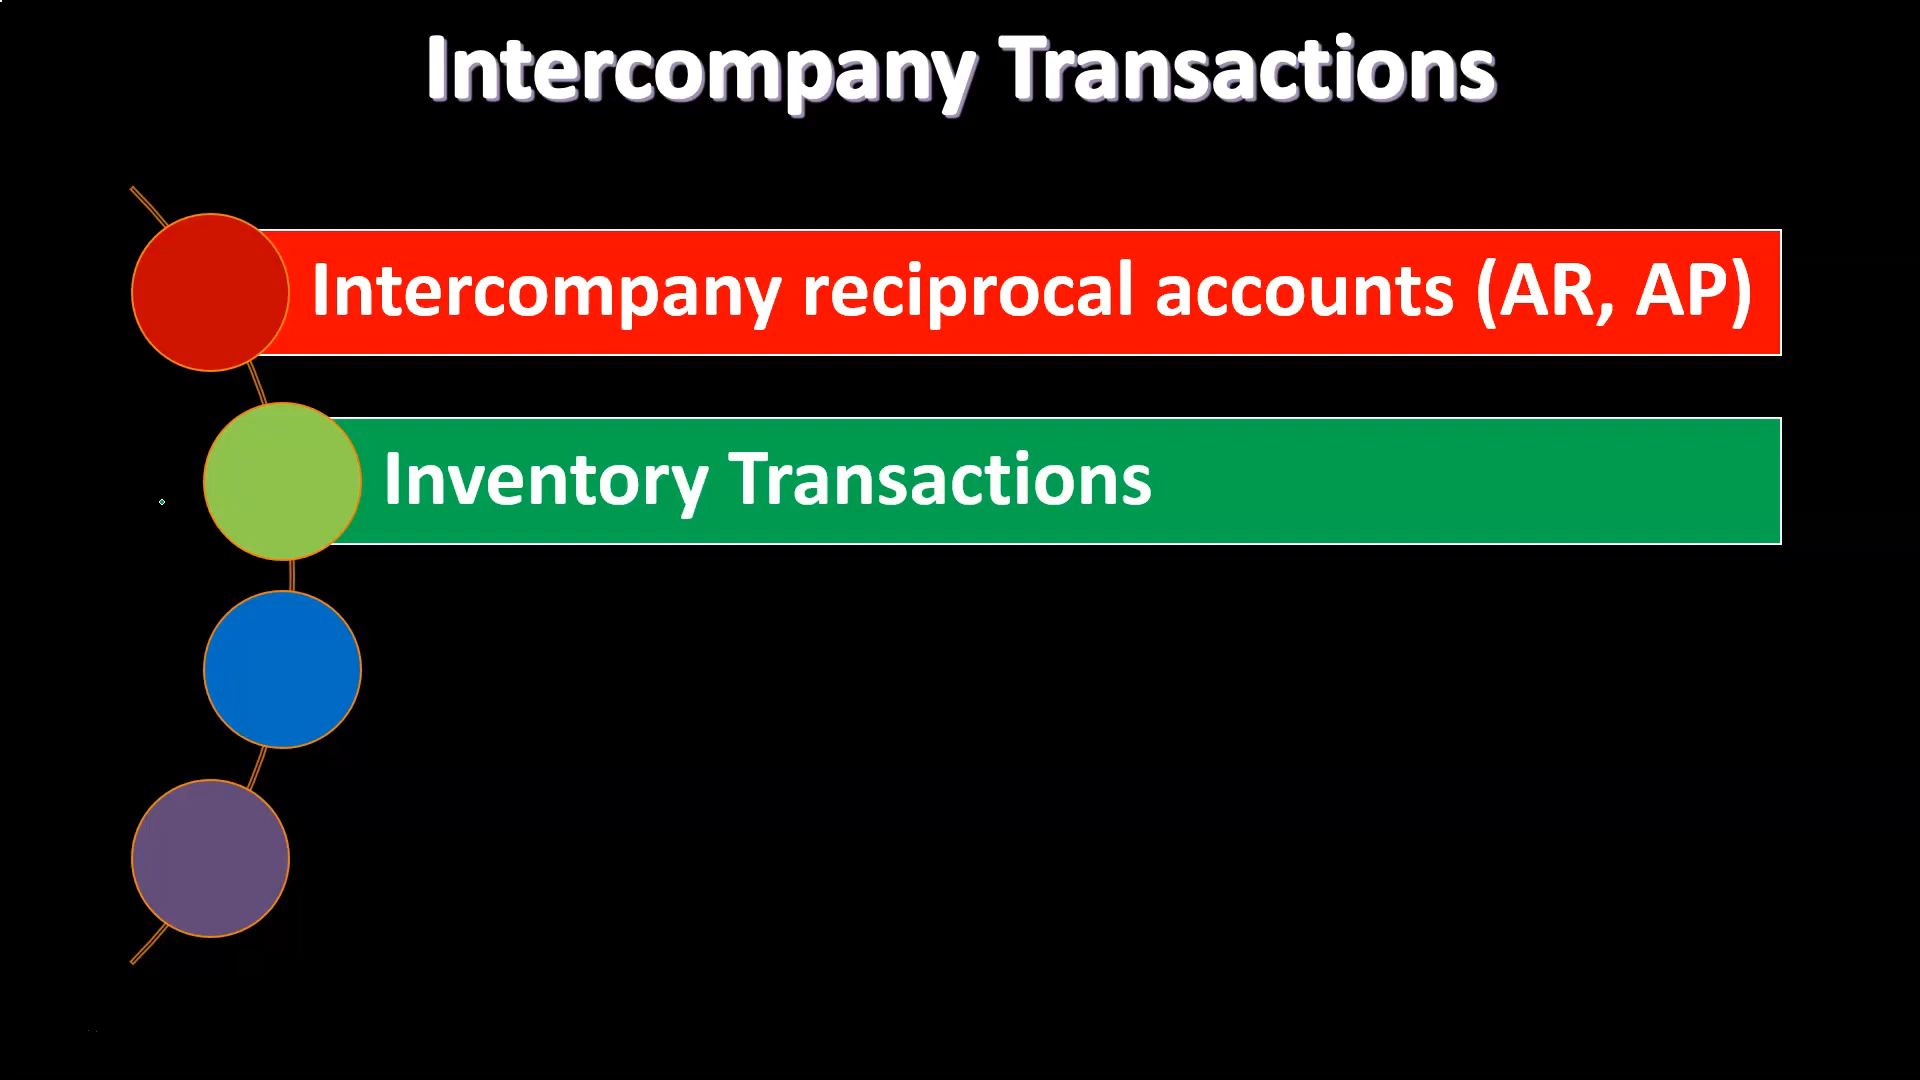 Intercompany Transactions
Intercompany reciprocal accounts (AR, AP)
Inventory Transactions